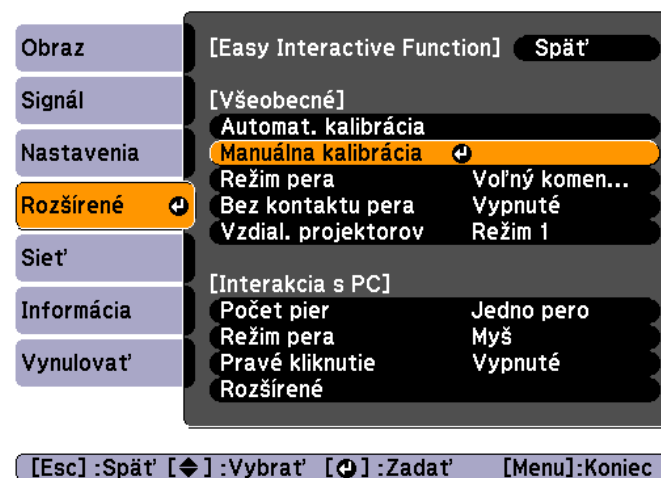 Obraz
Signál
Nastavenia
Rozšírené
Sieť
Informácia
Vynulovať
[Easy Interactive Function] Späť
[Všeobecné]
Automat. kalibrácia
Manuálna kalibrácia
Režim pera Voľný komen...
Bez kontaktu pera Vypnuté
Vzdial. projektorov Režim 1
[Interakcia s PC]
Počet pier Jedno pero
Režim pera Myš
Pravé kliknutie Vypnuté
Rozšírené
[Esc] :Späť [ ] :Vybrať [ ] :Zadať [Menu]:Koniec